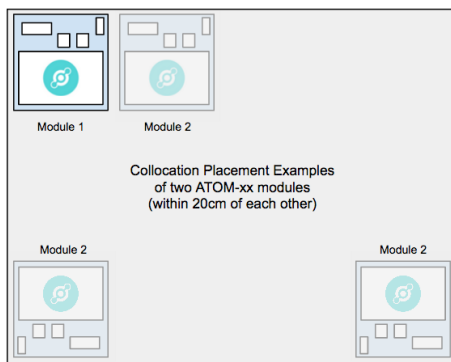 Module 1
Module 2
Collocation Placement Examples
of two ATOM-xx modules
(within 20cm of each other)
Module 2
Module 2